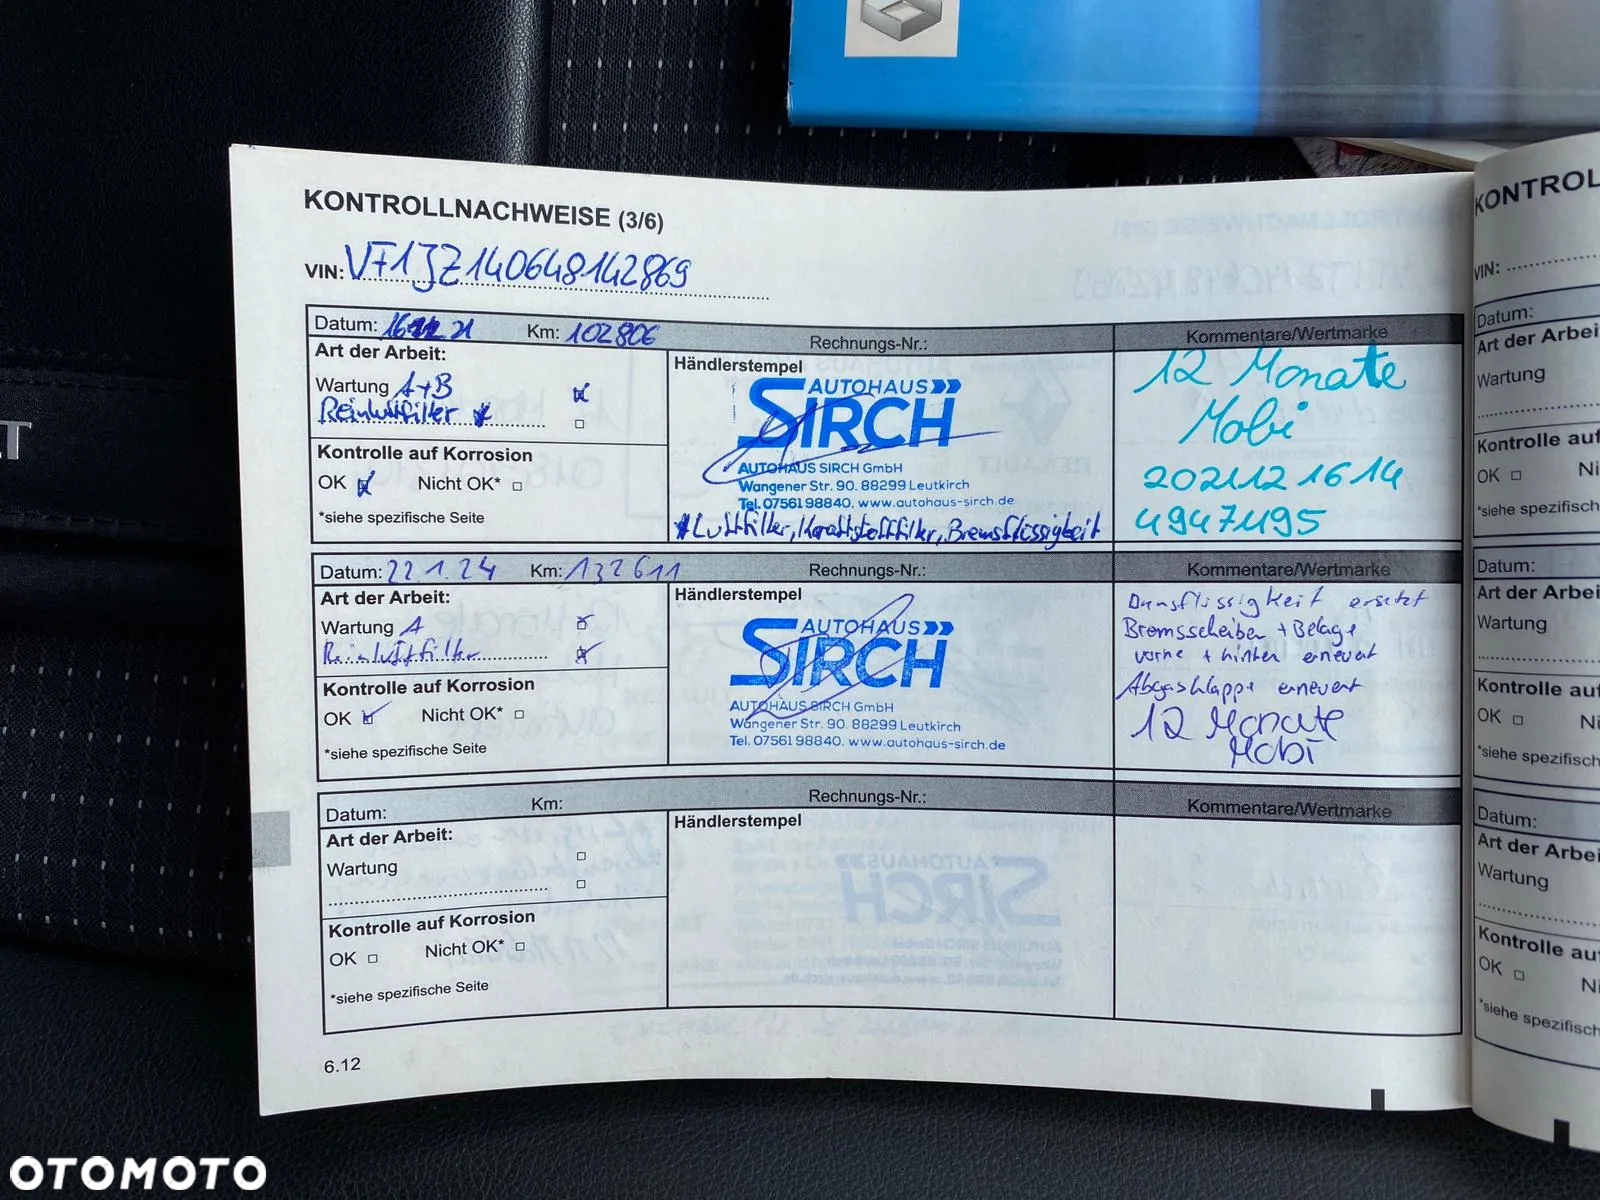 KONTROLLNACHWEISE (3/6)
VIN: VF1JZ140648142869
Datum: 16.12.21 Km: 102806 Rechnungs-Nr.: Kommentare/Wertmarke
Art der Arbeit:
Wartung A+B
Reinluftfilter *
Kontrolle auf Korrosion
OK Nicht OK*
*siehe spezifische Seite
Händlerstempel
AUTOHAUS
SIRCH
AUTOHAUS SIRCH GmbH
Wangener Str. 90. 88299 Leutkirch
Tel. 07561 98840. www.autohaus-sirch.de
*Luftfilter, Kraftstofffilter, Bremsflüssigkeit
12 Monate
Mobi
2021121614
4947495
Datum: 22.1.24 Km: 132611 Rechnungs-Nr.: Kommentare/Wertmarke
Art der Arbeit:
Wartung A
Reinluftfilter
Kontrolle auf Korrosion
OK Nicht OK*
*siehe spezifische Seite
Händlerstempel
AUTOHAUS
SIRCH
AUTOHAUS SIRCH GmbH
Wangener Str. 90. 88299 Leutkirch
Tel. 07561 98840. www.autohaus-sirch.de
ersetzt
Bremsscheiben + Beläge
vorne + hinten erneuert
Abgasklappe erneuert
12 Monate
Mobi
Datum: Km: Rechnungs-Nr.: Kommentare/Wertmarke
Art der Arbeit:
Wartung
Kontrolle auf Korrosion
OK Nicht OK*
*siehe spezifische Seite
Händlerstempel
6.12
KONTROL
VIN:
Datum:
Art der Arbei
Wartung
Kontrolle auf
OK Ni
*siehe spezifisch
Datum:
Art der Arbei
Wartung
Kontrolle auf
OK Ni
*siehe spezifisch
Datum:
Art der Arbei
Wartung
Kontrolle auf
OK Ni
*siehe spezifisch
OTOMOTO